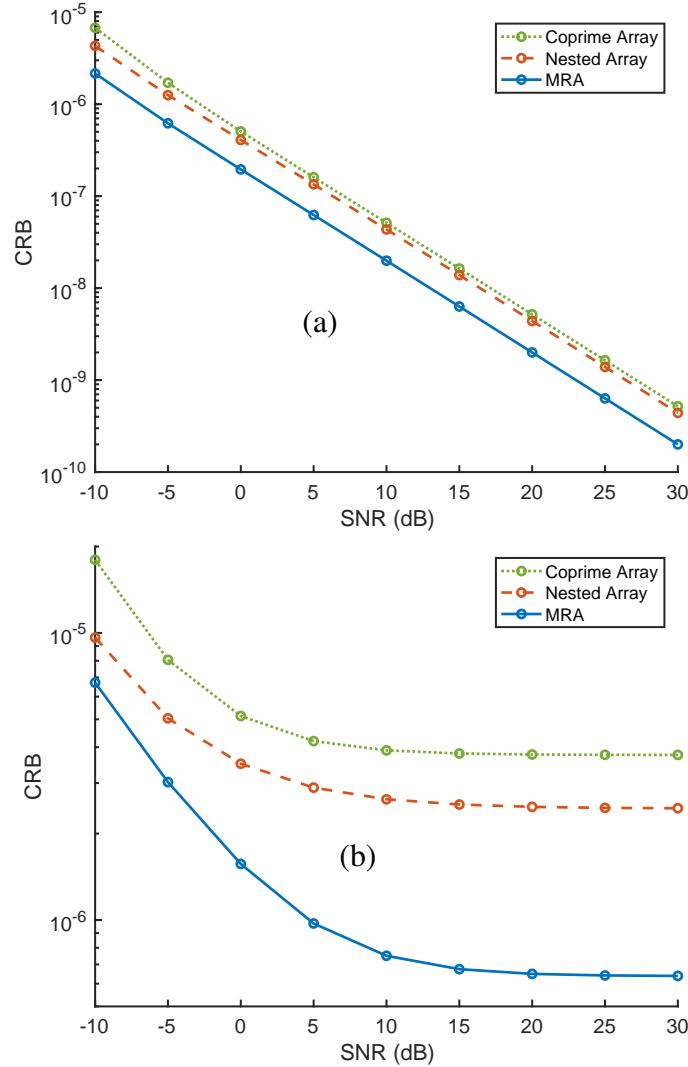 10^-5
10^-6
10^-7
10^-8
10^-9
10^-10
CRB
Coprime Array
Nested Array
MRA
(a)
-10 -5 0 5 10 15 20 25 30
SNR (dB)
10^-5
10^-6
CRB
Coprime Array
Nested Array
MRA
(b)
-10 -5 0 5 10 15 20 25 30
SNR (dB)